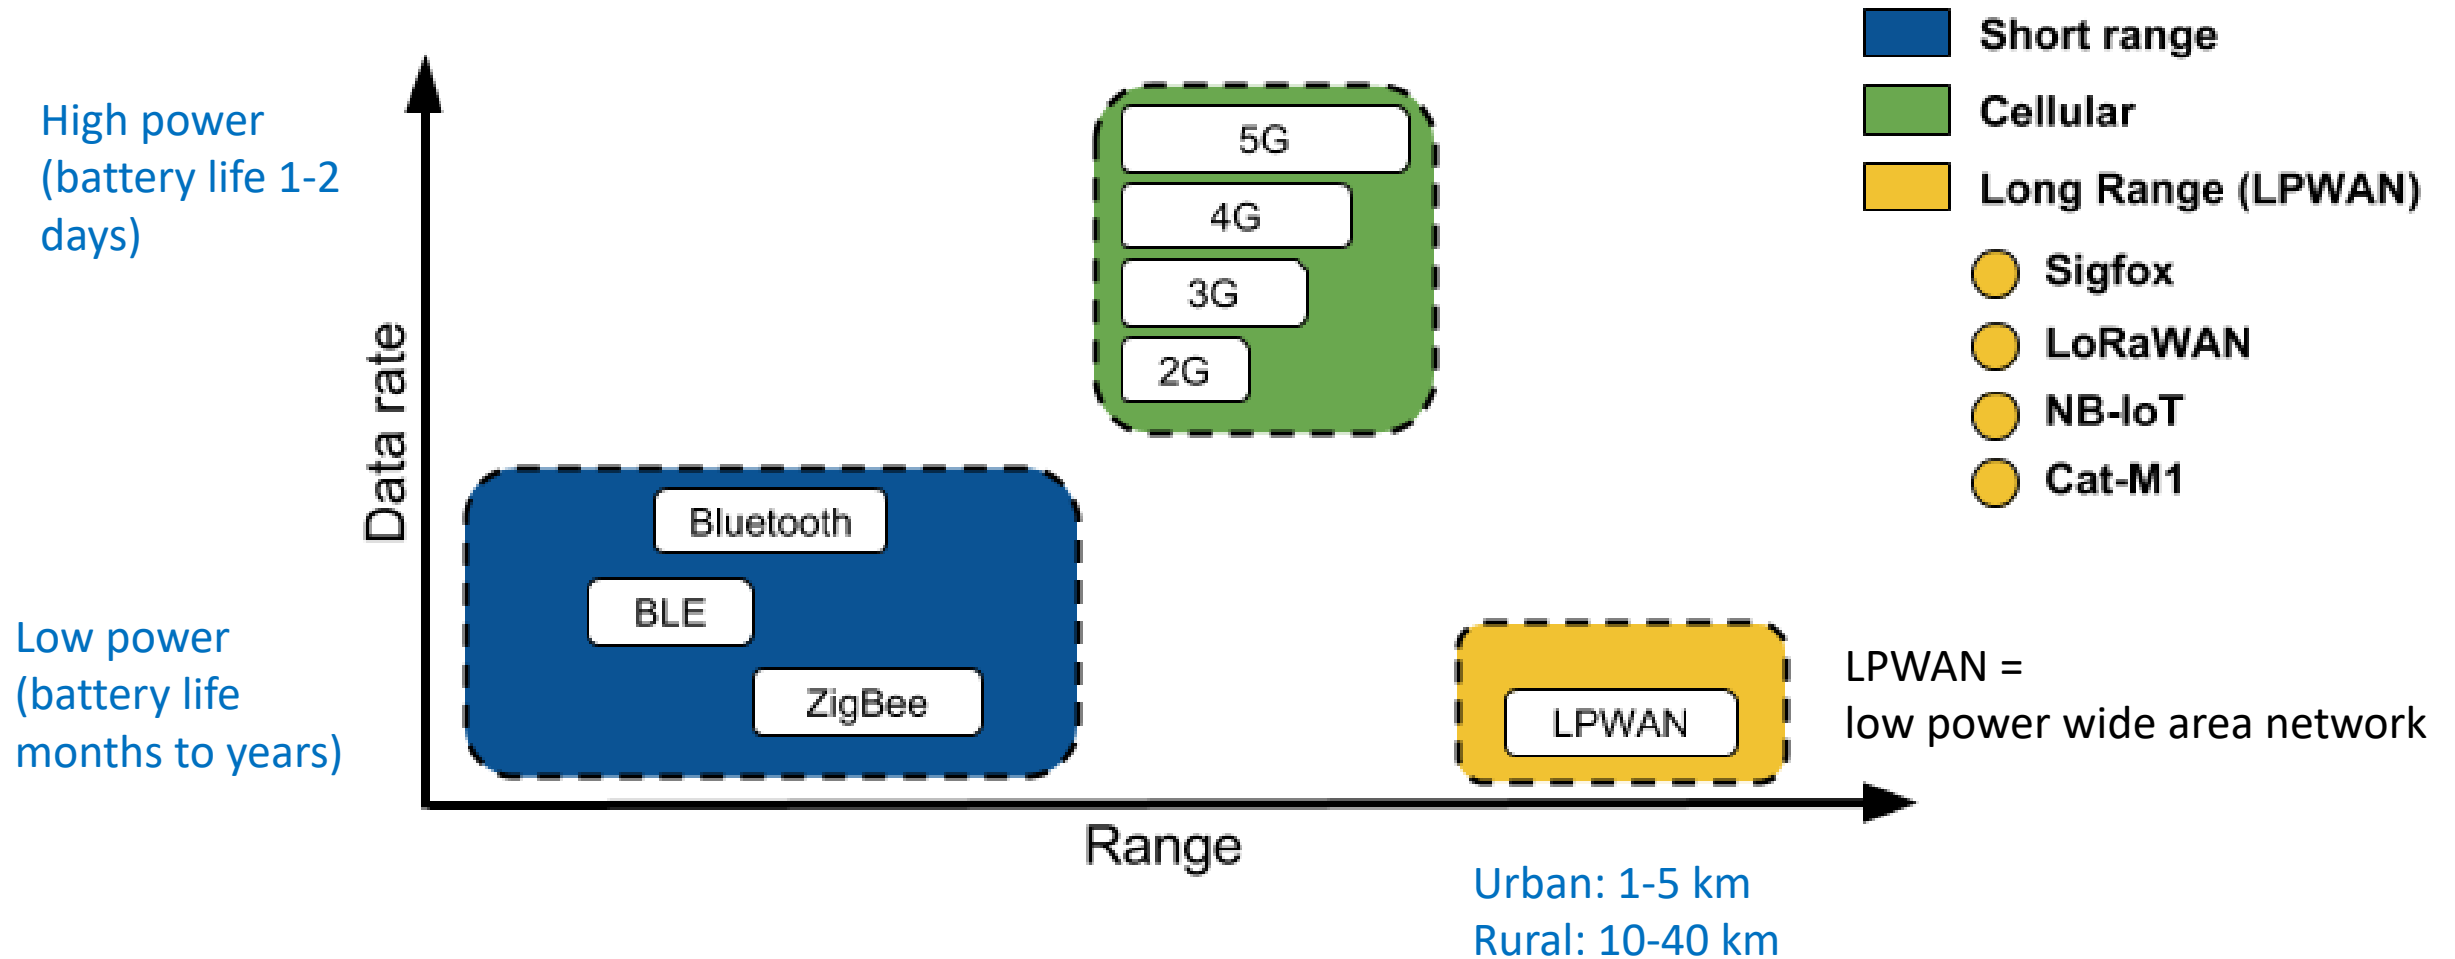 Short range
Cellular
Long Range (LPWAN)
Sigfox
LoRaWAN
NB-IoT
Cat-M1
High power
(battery life 1-2
days)
Data rate
Low power
(battery life
months to years)
5G
4G
3G
2G
Bluetooth
BLE
ZigBee
LPWAN
LPWAN =
low power wide area network
Range
Urban: 1-5 km
Rural: 10-40 km